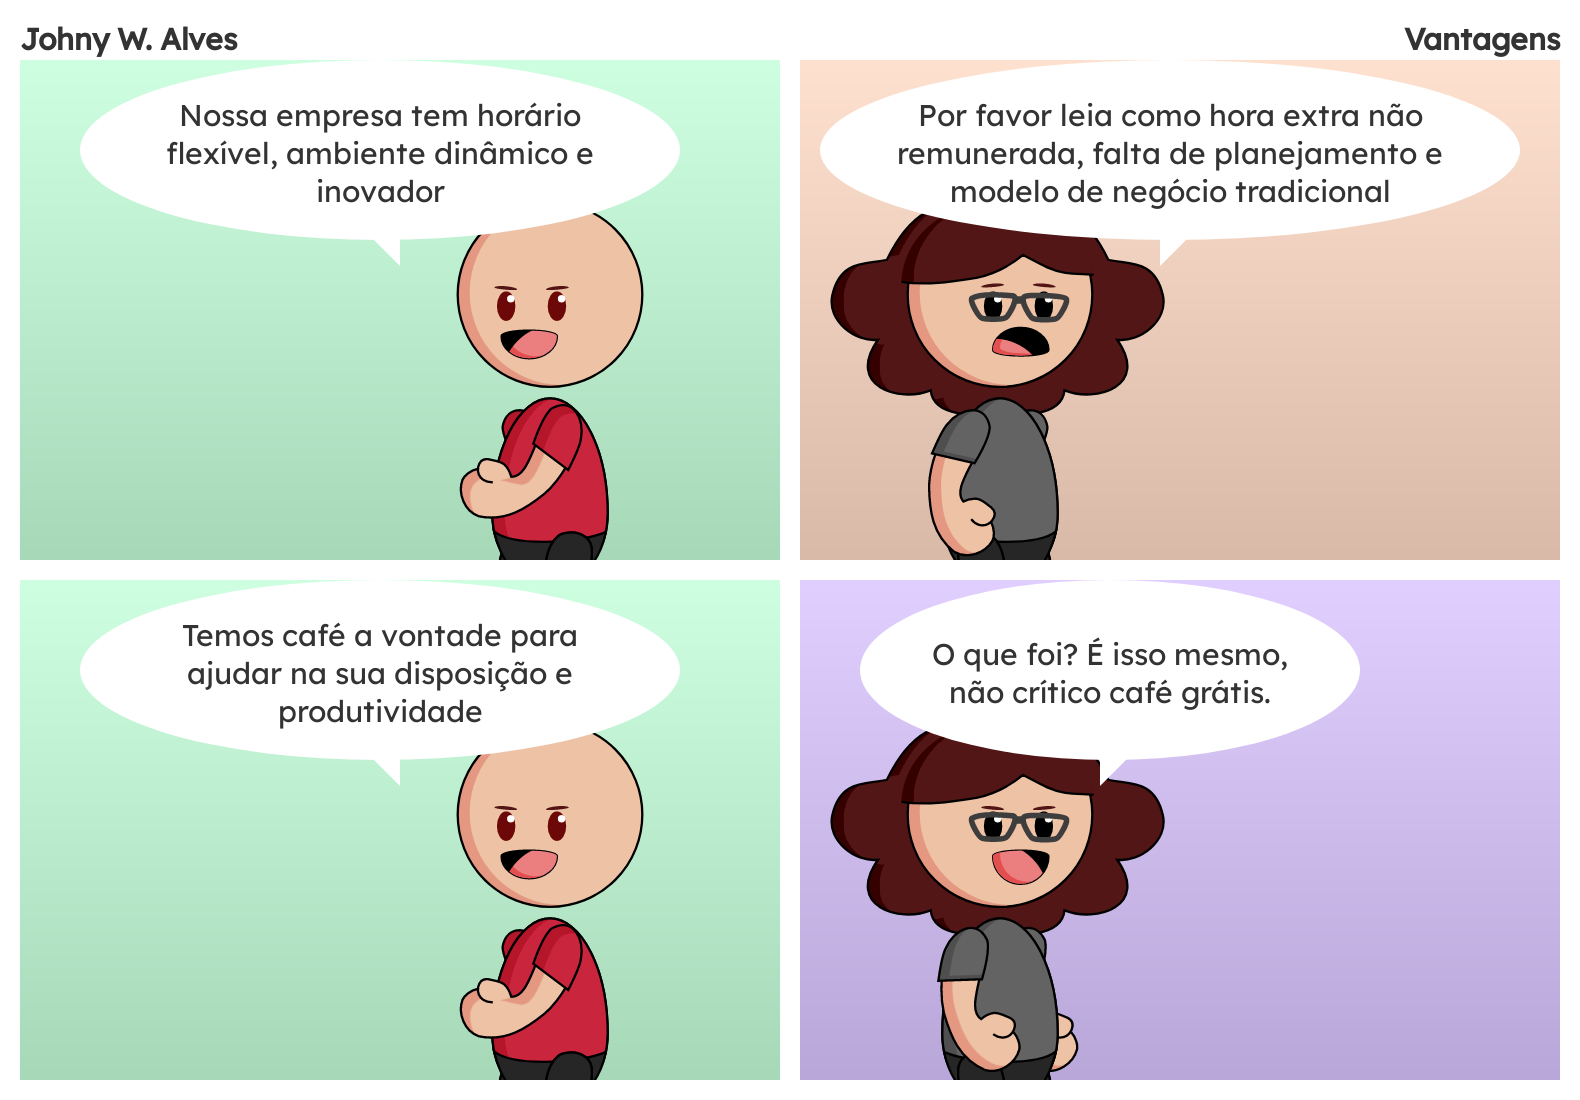 Johny W. Alves
Vantagens
Nossa empresa tem horário
flexível, ambiente dinâmico e
inovador
Por favor leia como hora extra não
remunerada, falta de planejamento e
modelo de negócio tradicional
Temos café a vontade para
ajudar na sua disposição e
produtividade
O que foi? É isso mesmo,
não crítico café grátis.